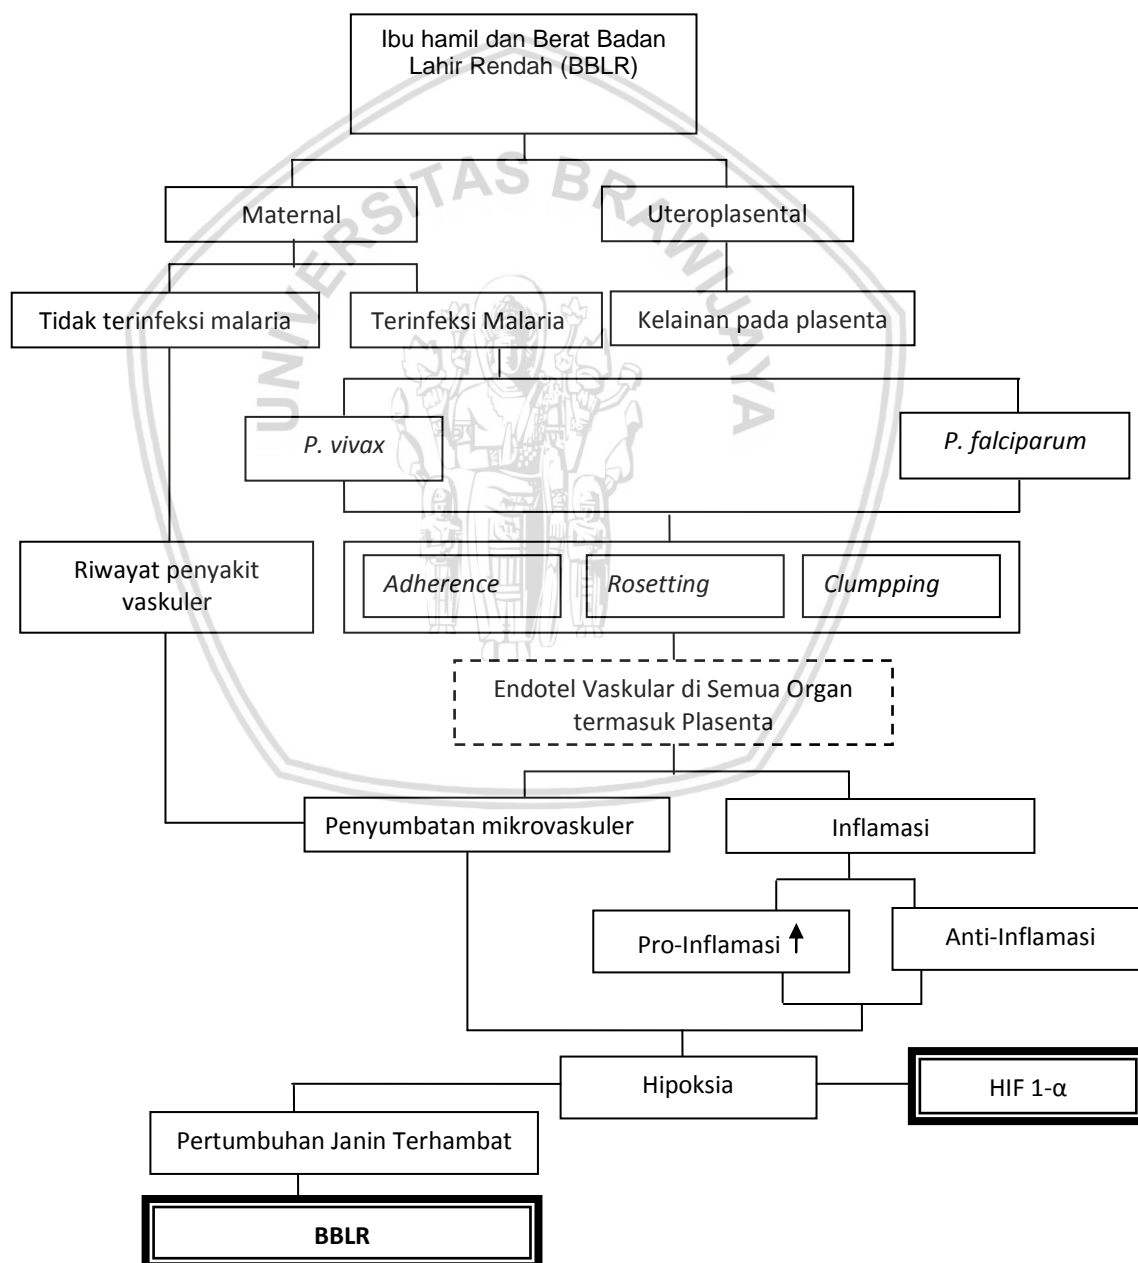 Ibu hamil dan Berat Badan
Lahir Rendah (BBLR)
UNIVERSITAS BRAWIJAYA
Maternal
Uteroplasental
Tidak terinfeksi malaria
Terinfeksi Malaria
Kelainan pada plasenta
P. vivax
P. falciparum
Riwayat penyakit
vaskuler
Adherence
Rosetting
Clumpping
Endotel Vaskular di Semua Organ
termasuk Plasenta
Penyumbatan mikrovaskuler
Inflamasi
Pro-Inflamasi
Anti-Inflamasi
Hipoksia
HIF 1-α
Pertumbuhan Janin Terhambat
BBLR